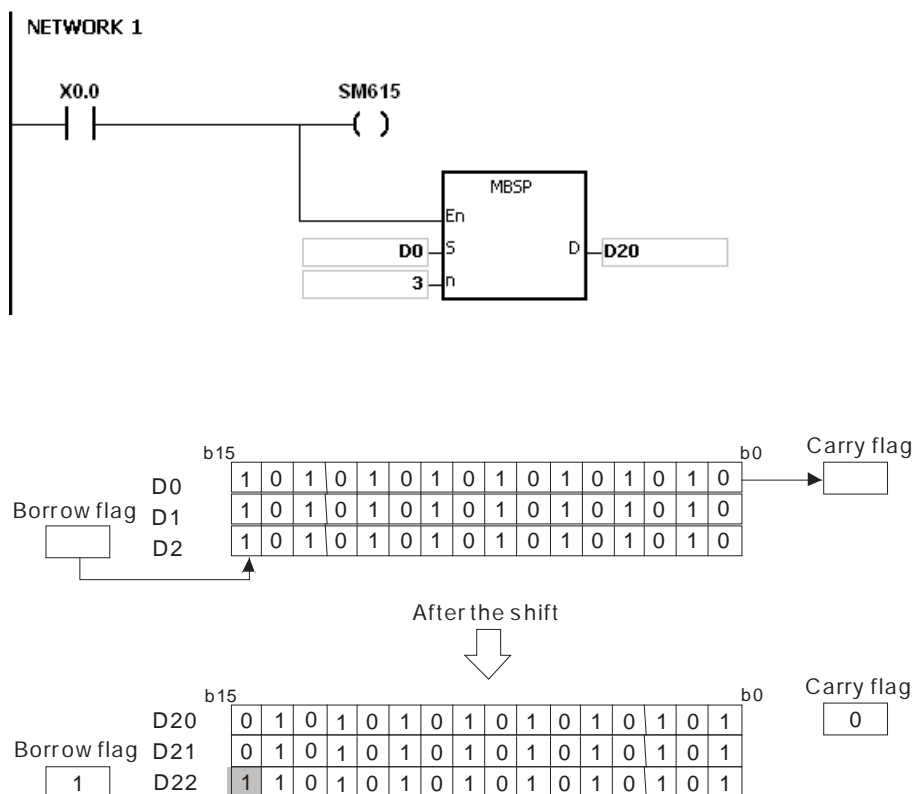 NETWORK 1
X0.0 SM615
( )
MBSP
En
D0 S D D20
3 n
b15 b0 Carry flag
D0 1 0 1 0 1 0 1 0 1 0 1 0 1 0 1 0
Borrow flag D1 1 0 1 0 1 0 1 0 1 0 1 0 1 0 1 0
D2 1 0 1 0 1 0 1 0 1 0 1 0 1 0 1 0
After the shift
b15 b0 Carry flag
D20 0 1 0 1 0 1 0 1 0 1 0 1 0 1 0 1 0
Borrow flag D21 0 1 0 1 0 1 0 1 0 1 0 1 0 1 0 1
1 D22 1 1 0 1 0 1 0 1 0 1 0 1 0 1 0 1